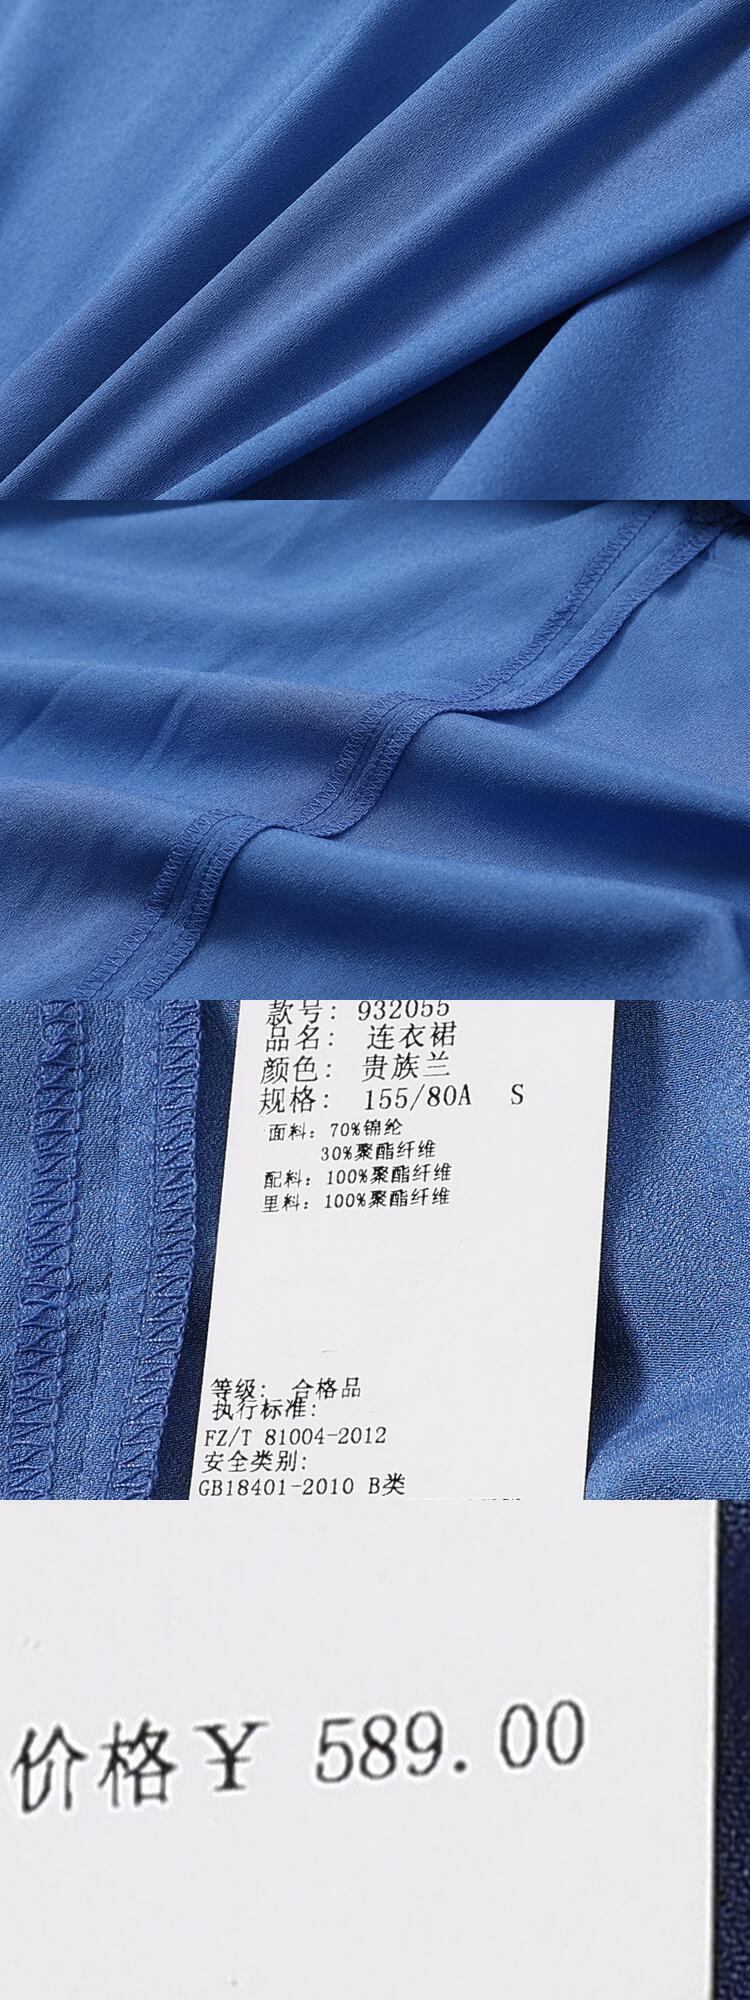 款号: 932055
品名: 连衣裙
颜色: 贵族兰
规格: 155/80A S
面料: 70%锦纶
30%聚酯纤维
配料: 100%聚酯纤维
里料: 100%聚酯纤维
等级: 合格品
执行标准:
FZ/T 81004-2012
安全类别:
GB18401-2010 B类
价格¥ 589.00